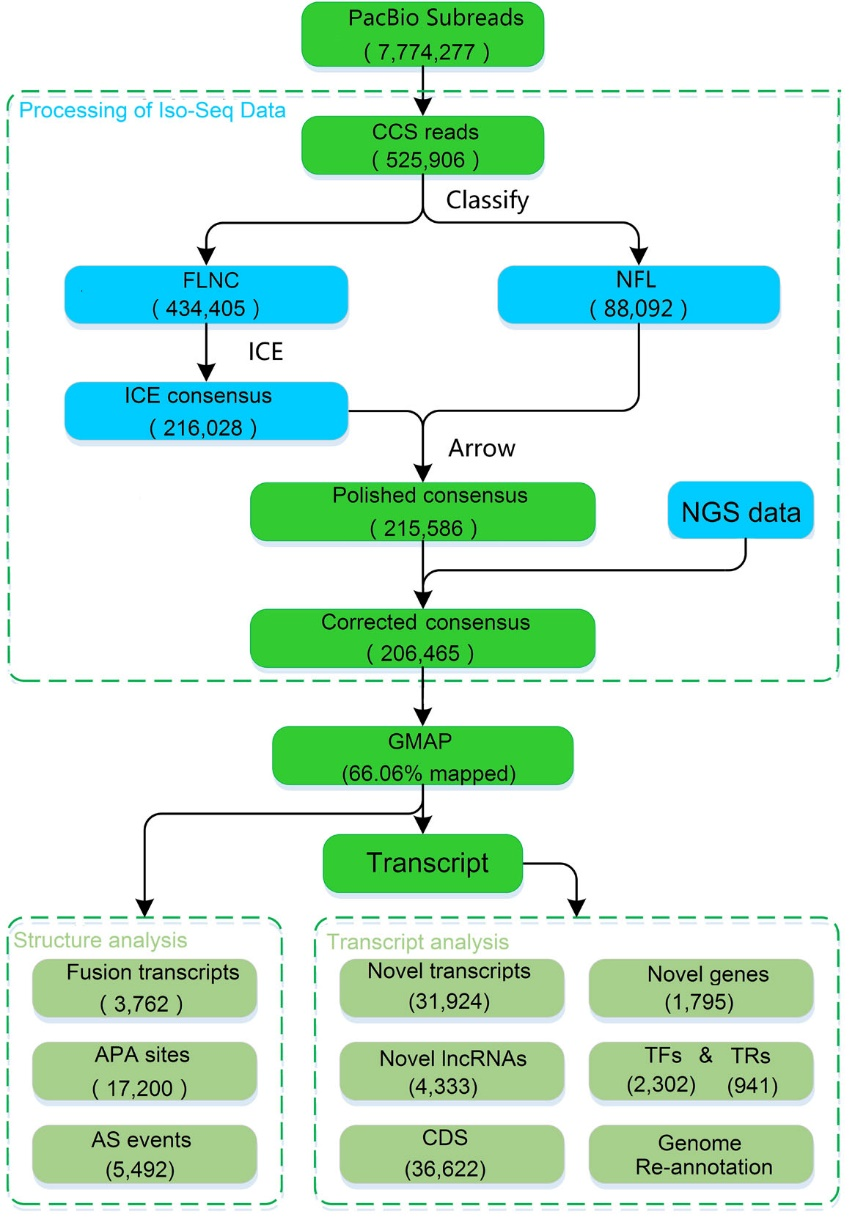 PacBio Subreads
( 7,774,277 )
Processing of Iso-Seq Data
CCS reads
( 525,906 )
Classify
FLNC
( 434,405 )
NFL
( 88,092 )
ICE
ICE consensus
( 216,028 )
Arrow
Polished consensus
( 215,586 )
NGS data
Corrected consensus
( 206,465 )
GMAP
(66.06% mapped)
Transcript
Structure analysis
Fusion transcripts
( 3,762 )
APA sites
( 17,200 )
AS events
(5,492)
Transcript analysis
Novel transcripts
(31,924)
Novel genes
(1,795)
Novel lncRNAs
(4,333)
TFs & TRs
(2,302) (941)
CDS
(36,622)
Genome
Re-annotation